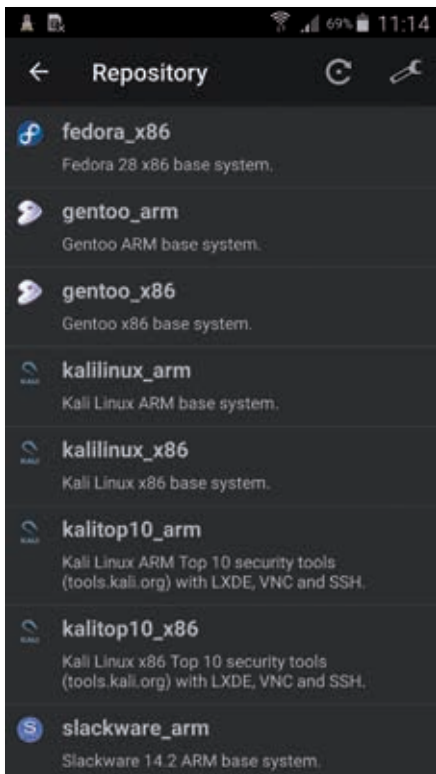 69% 11:14
Repository
fedora_x86
Fedora 28 x86 base system.
gentoo_arm
Gentoo ARM base system.
gentoo_x86
Gentoo x86 base system.
kalilinux_arm
Kali Linux ARM base system.
kalilinux_x86
Kali Linux x86 base system.
kalitop10_arm
Kali Linux ARM Top 10 security tools
(tools.kali.org) with LXDE, VNC and SSH.
kalitop10_x86
Kali Linux x86 Top 10 security tools
(tools.kali.org) with LXDE, VNC and SSH.
slackware_arm
Slackware 14.2 ARM base system.